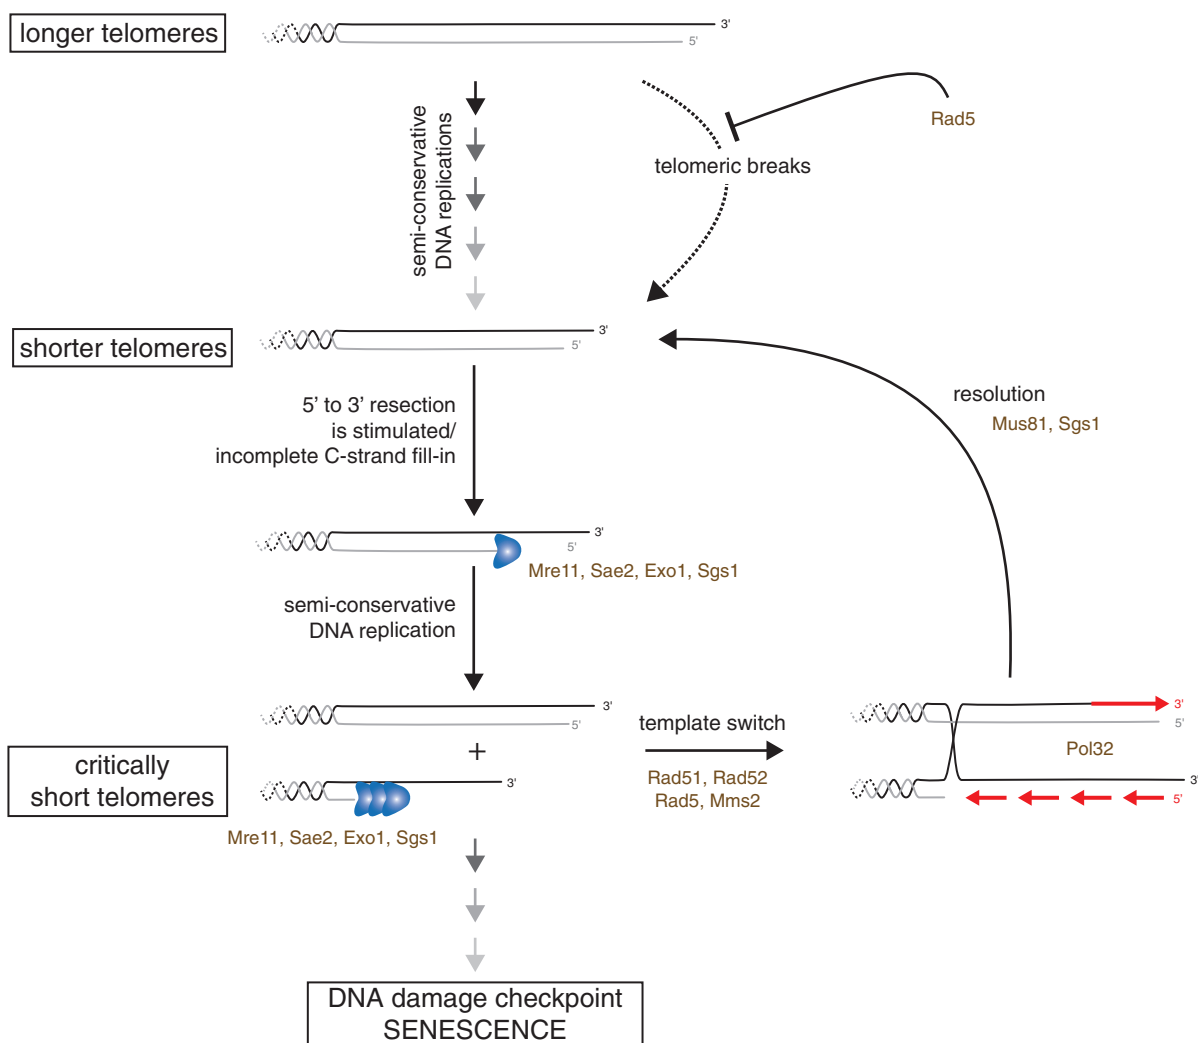 longer telomeres
3'
5'
Rad5
semi-conservative
DNA replications
telomeric breaks
shorter telomeres
3'
5'
5’ to 3’ resection
is stimulated/
incomplete C-strand fill-in
resolution
Mus81, Sgs1
3'
5'
Mre11, Sae2, Exo1, Sgs1
semi-conservative
DNA replication
critically
short telomeres
3'
5'
+
3'
Mre11, Sae2, Exo1, Sgs1
template switch
Rad51, Rad52
Rad5, Mms2
3'
5'
Pol32
3'
5'
DNA damage checkpoint
SENESCENCE